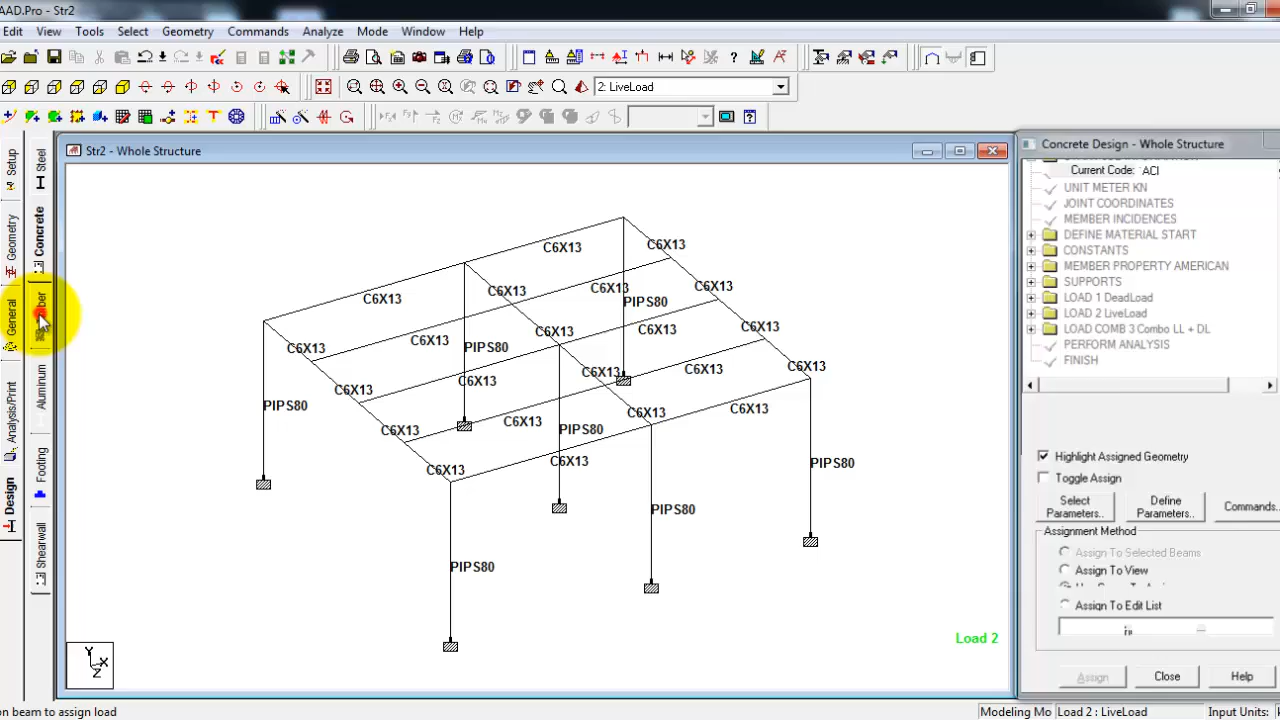 AAD.Pro - Str2
Edit View Tools Select Geometry Commands Analyze Mode Window Help
2: LiveLoad
Str2 - Whole Structure
Setup
Geometry
General
Analysis/Print
Design
Steel
Concrete
Aluminum
Footing
Shearwall
C6X13
C6X13
C6X13
C6X13
C6X13
C6X13
PIPS80
C6X13
C6X13
C6X13
C6X13
C6X13
PIPS80
C6X13
C6X13
C6X13
C6X13
C6X13
C6X13
PIPS80
C6X13
C6X13
C6X13
PIPS80
C6X13
C6X13
PIPS80
C6X13
PIPS80
PIPS80
Load 2
Y
X
Z
Concrete Design - Whole Structure
Current Code: ACI
UNIT METER KN
JOINT COORDINATES
MEMBER INCIDENCES
DEFINE MATERIAL START
CONSTANTS
MEMBER PROPERTY AMERICAN
SUPPORTS
LOAD 1 DeadLoad
LOAD 2 LiveLoad
LOAD COMB 3 Combo LL + DL
PERFORM ANALYSIS
FINISH
Highlight Assigned Geometry
Toggle Assign
Select Parameters..
Define Parameters..
Commands.
Assignment Method
Assign To Selected Beams
Assign To View
Assign To Edit List
Assign
Close
Help
on beam to assign load
Modeling Mo
Load 2 : LiveLoad
Input Units: